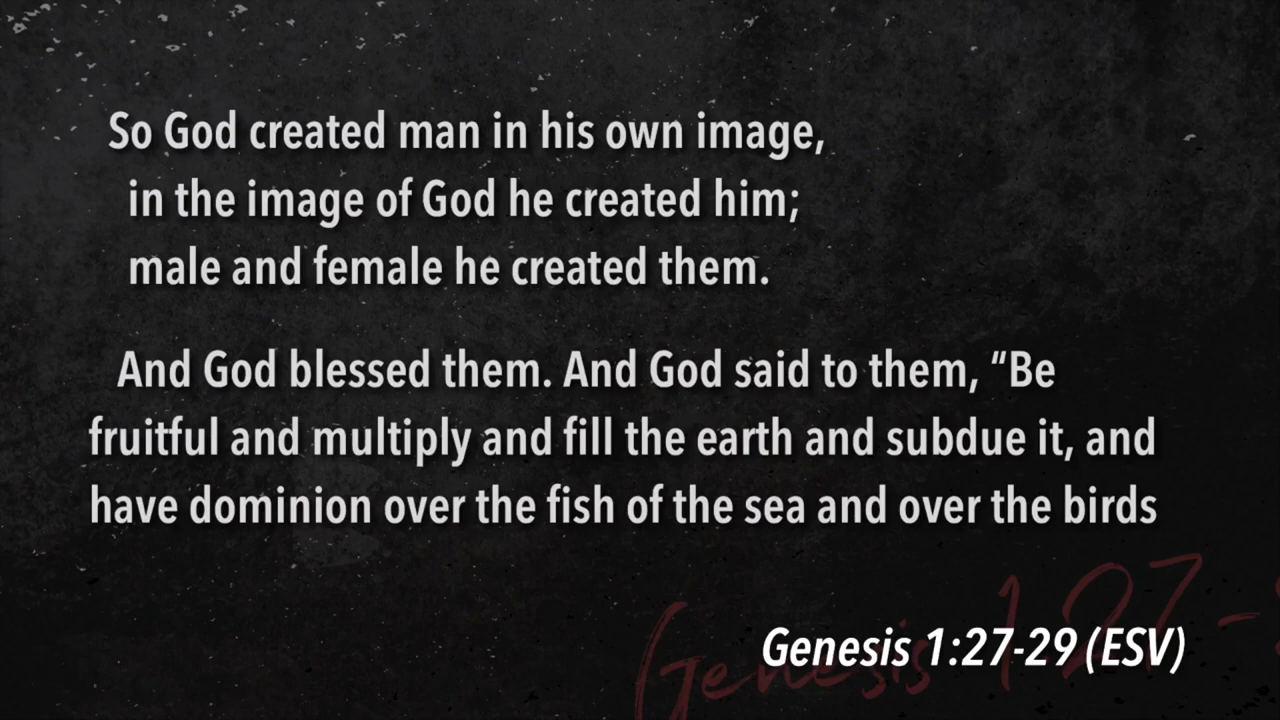 So God created man in his own image,
in the image of God he created him;
male and female he created them.
And God blessed them. And God said to them, “Be
fruitful and multiply and fill the earth and subdue it, and
have dominion over the fish of the sea and over the birds
Genesis 1:27-29 (ESV)
Genesis 1:27-